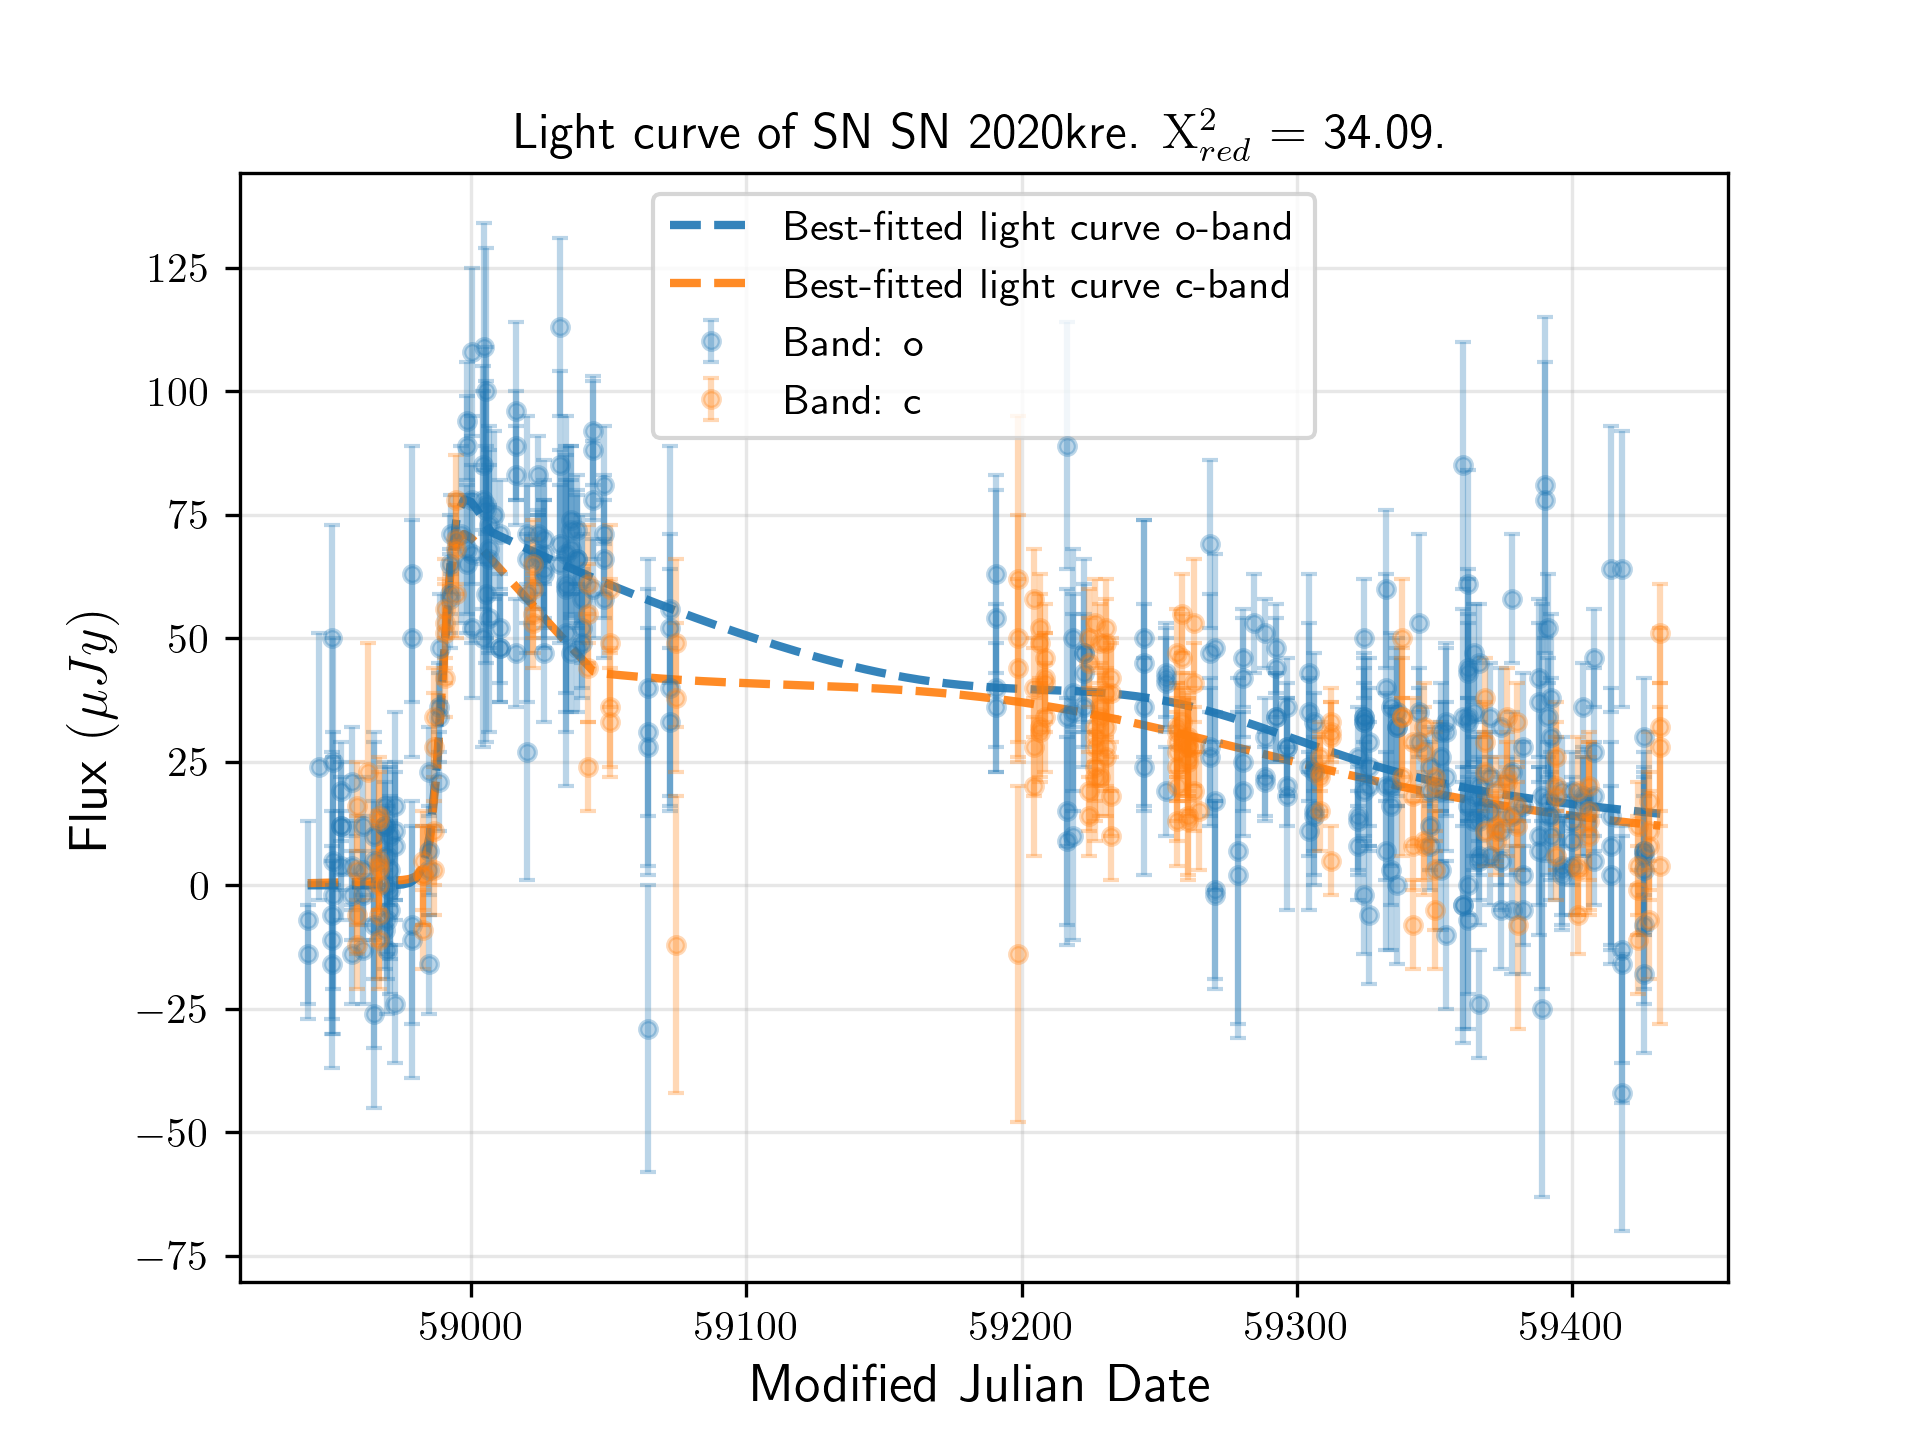 Light curve of SN SN 2020kre. X²_red = 34.09.
Best-fitted light curve o-band
Best-fitted light curve c-band
Band: o
Band: c
125
100
75
50
25
0
−25
−50
−75
Flux (μJy)
59000 59100 59200 59300 59400
Modified Julian Date